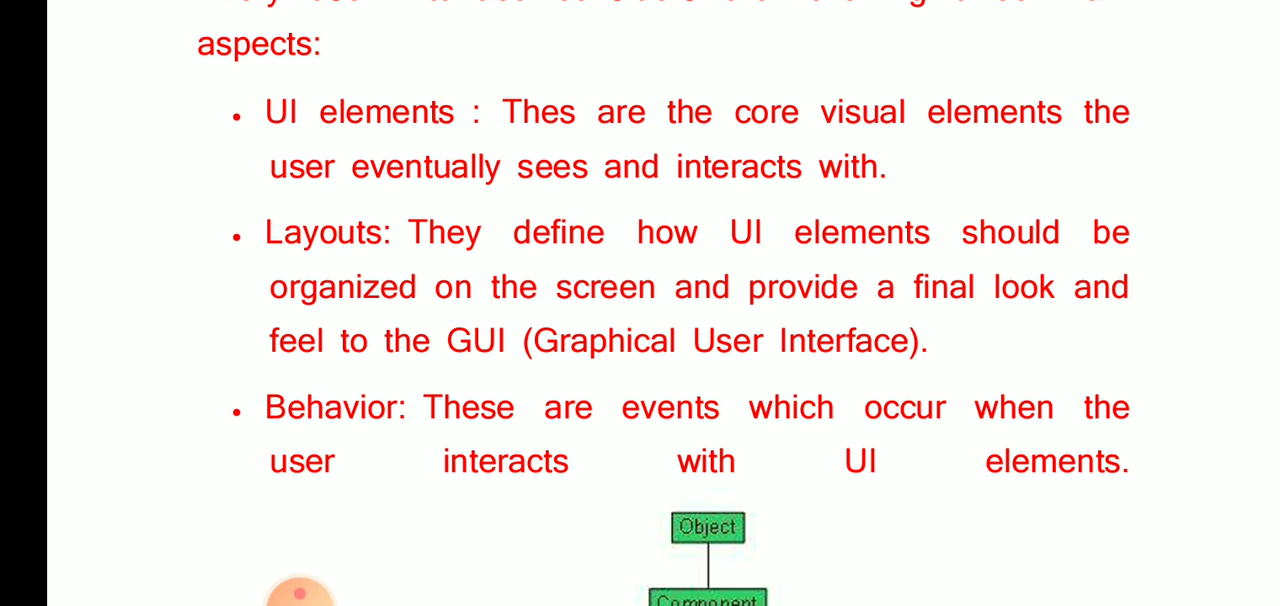 aspects:
• UI elements : Thes are the core visual elements the
user eventually sees and interacts with.
• Layouts: They define how UI elements should be
organized on the screen and provide a final look and
feel to the GUI (Graphical User Interface).
• Behavior: These are events which occur when the
user interacts with UI elements.
Object
Component